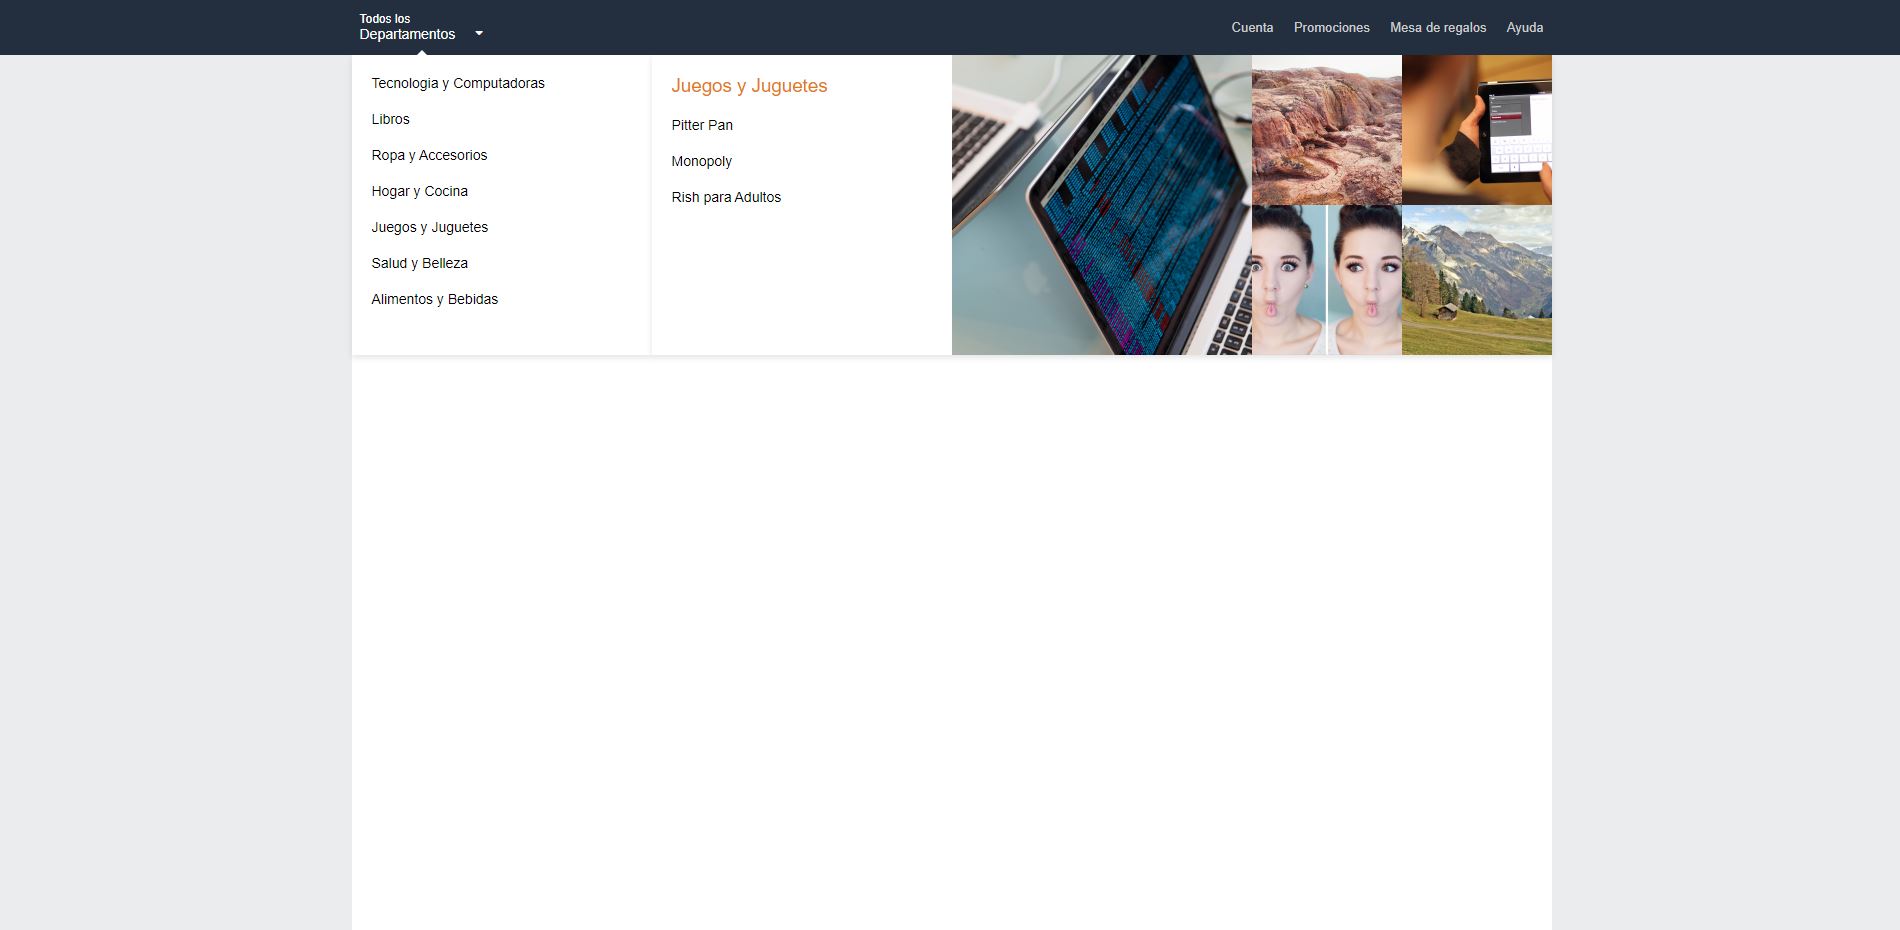 Todos los
Departamentos
Cuenta Promociones Mesa de regalos Ayuda
Tecnologia y Computadoras
Libros
Ropa y Accesorios
Hogar y Cocina
Juegos y Juguetes
Salud y Belleza
Alimentos y Bebidas
Juegos y Juguetes
Pitter Pan
Monopoly
Rish para Adultos